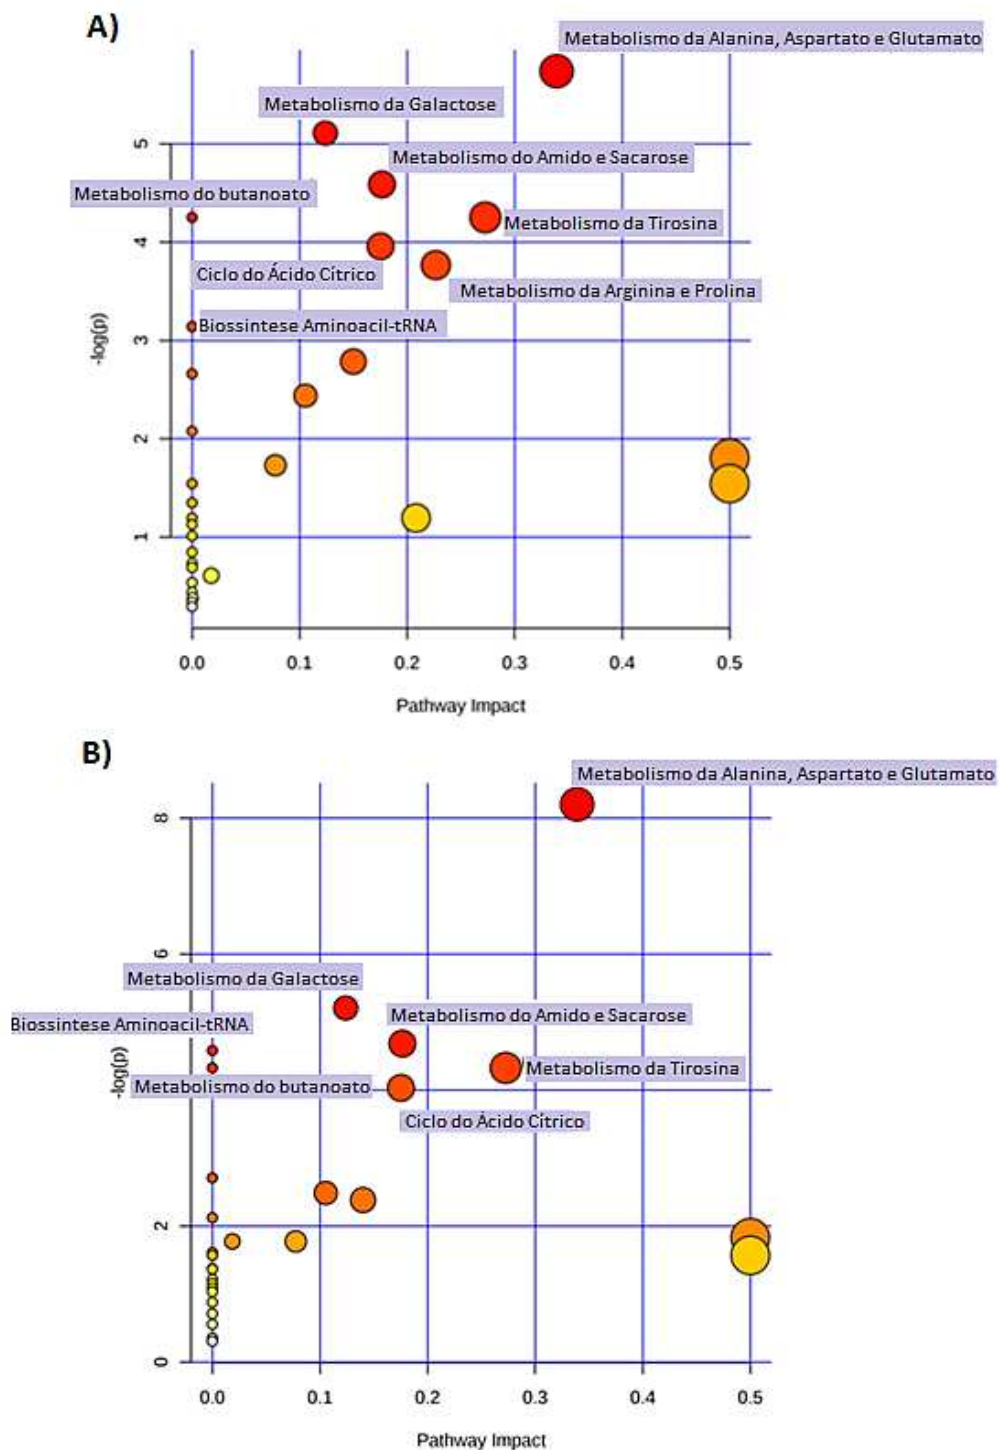 A)
Metabolismo da Alanina, Aspartato e Glutamato
Metabolismo da Galactose
5
Metabolismo do Amido e Sacarose
Metabolismo do butanoato
Metabolismo da Tirosina
4
Ciclo do Ácido Cítrico
Metabolismo da Arginina e Prolina
Biossíntese Aminoacil-tRNA
3
-log(p)
2
1
0.0 0.1 0.2 0.3 0.4 0.5
Pathway Impact
B)
Metabolismo da Alanina, Aspartato e Glutamato
8
6
Metabolismo da Galactose
Metabolismo do Amido e Sacarose
Biossíntese Aminoacil-tRNA
-log(p)
Metabolismo da Tirosina
Metabolismo do butanoato
Ciclo do Ácido Cítrico
2
0
0.0 0.1 0.2 0.3 0.4 0.5
Pathway Impact